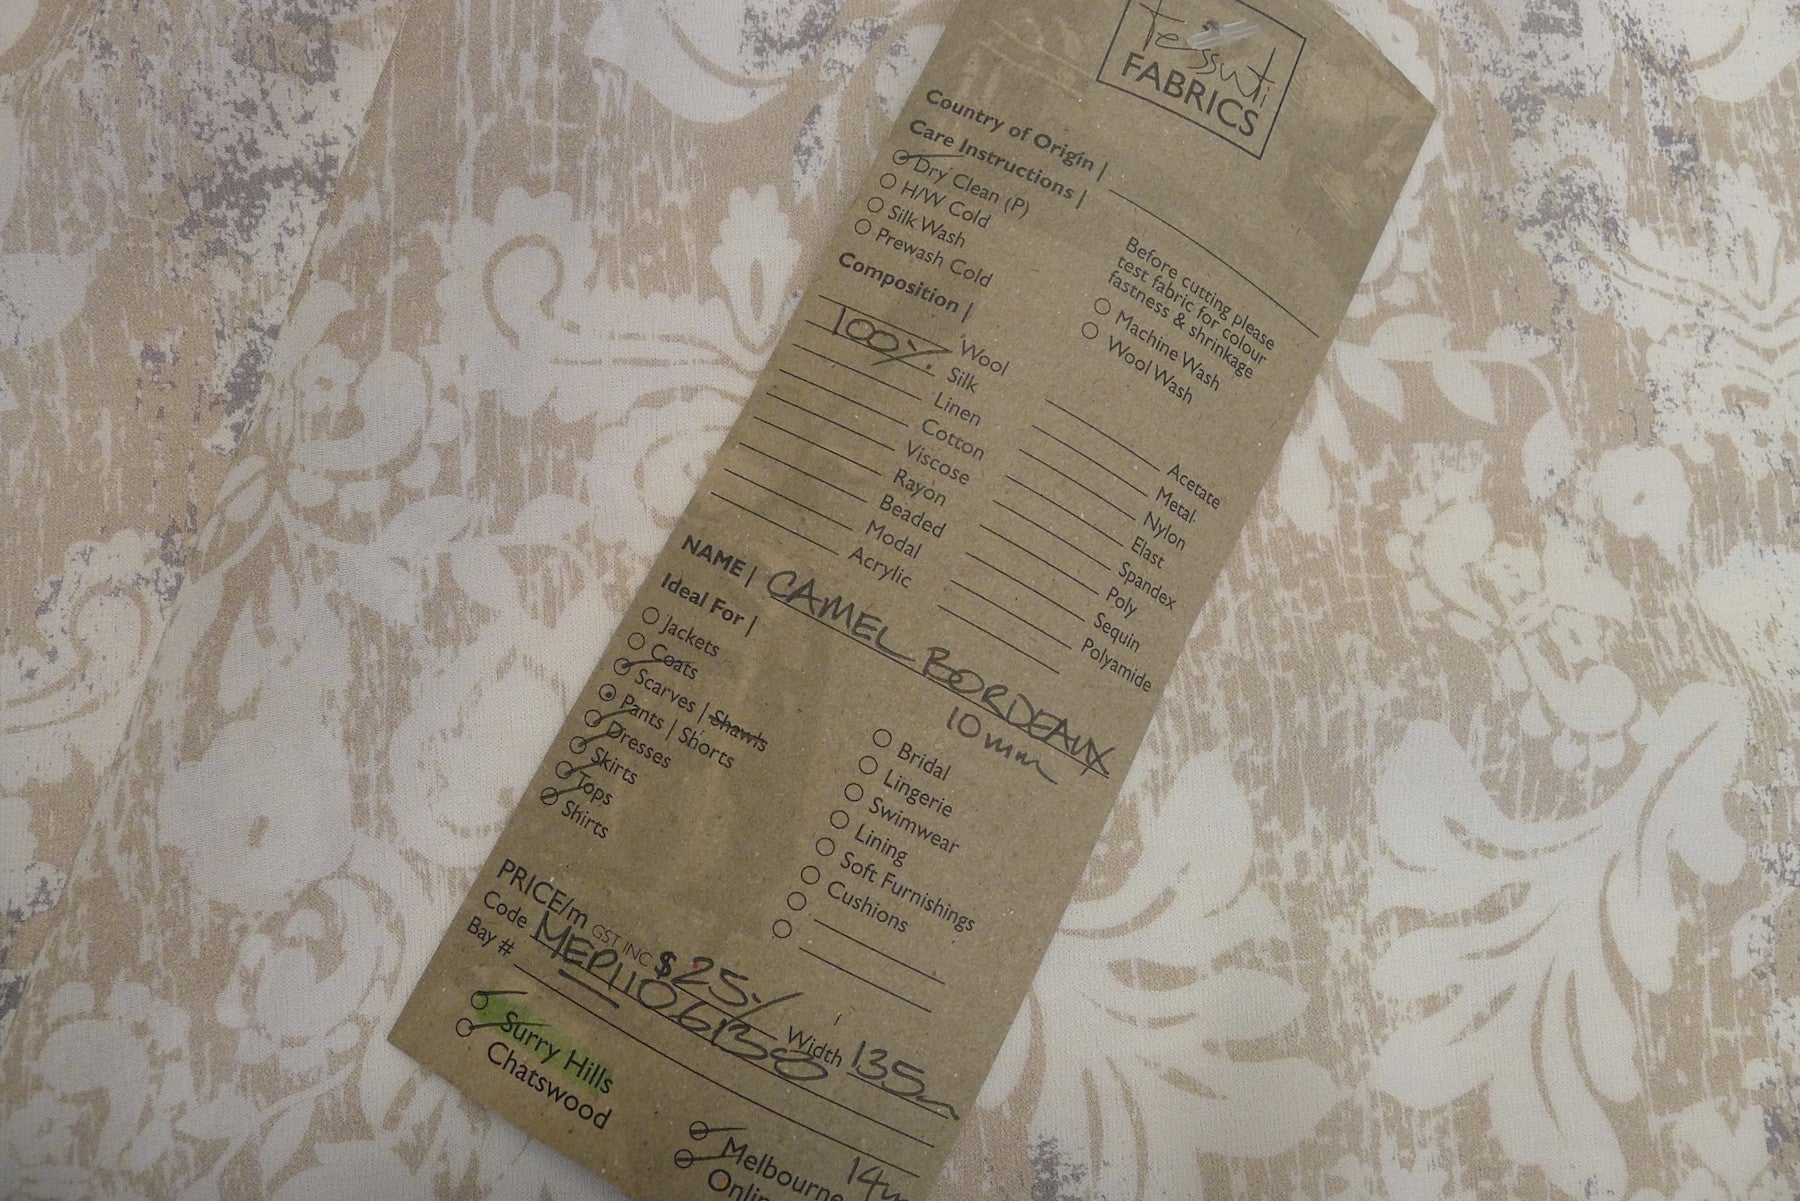 tessuti
FABRICS
Country of Origin |
Care Instructions |
Dry Clean (P)
H/W Cold
Silk Wash
Prewash Cold
Before cutting please
test fabric for colour
fastness & shrinkage
Machine Wash
Wool Wash
Composition |
Wool
100% Silk
Linen
Cotton
Viscose
Rayon
Beaded
Modal
Acrylic
Acetate
Metal
Nylon
Elast
Spandex
Poly
Sequin
Polyamide
NAME | CAMEL BORDEAUX
10mm
Ideal For |
Jackets
Coats
Scarves | Shawls
Pants | Shorts
Dresses
Skirts
Tops
Shirts
Bridal
Lingerie
Swimwear
Lining
Soft Furnishings
Cushions
PRICE/m GST INC $25
Code Width 135
Bay #
Surry Hills
Chatswood
Melbourne
14m